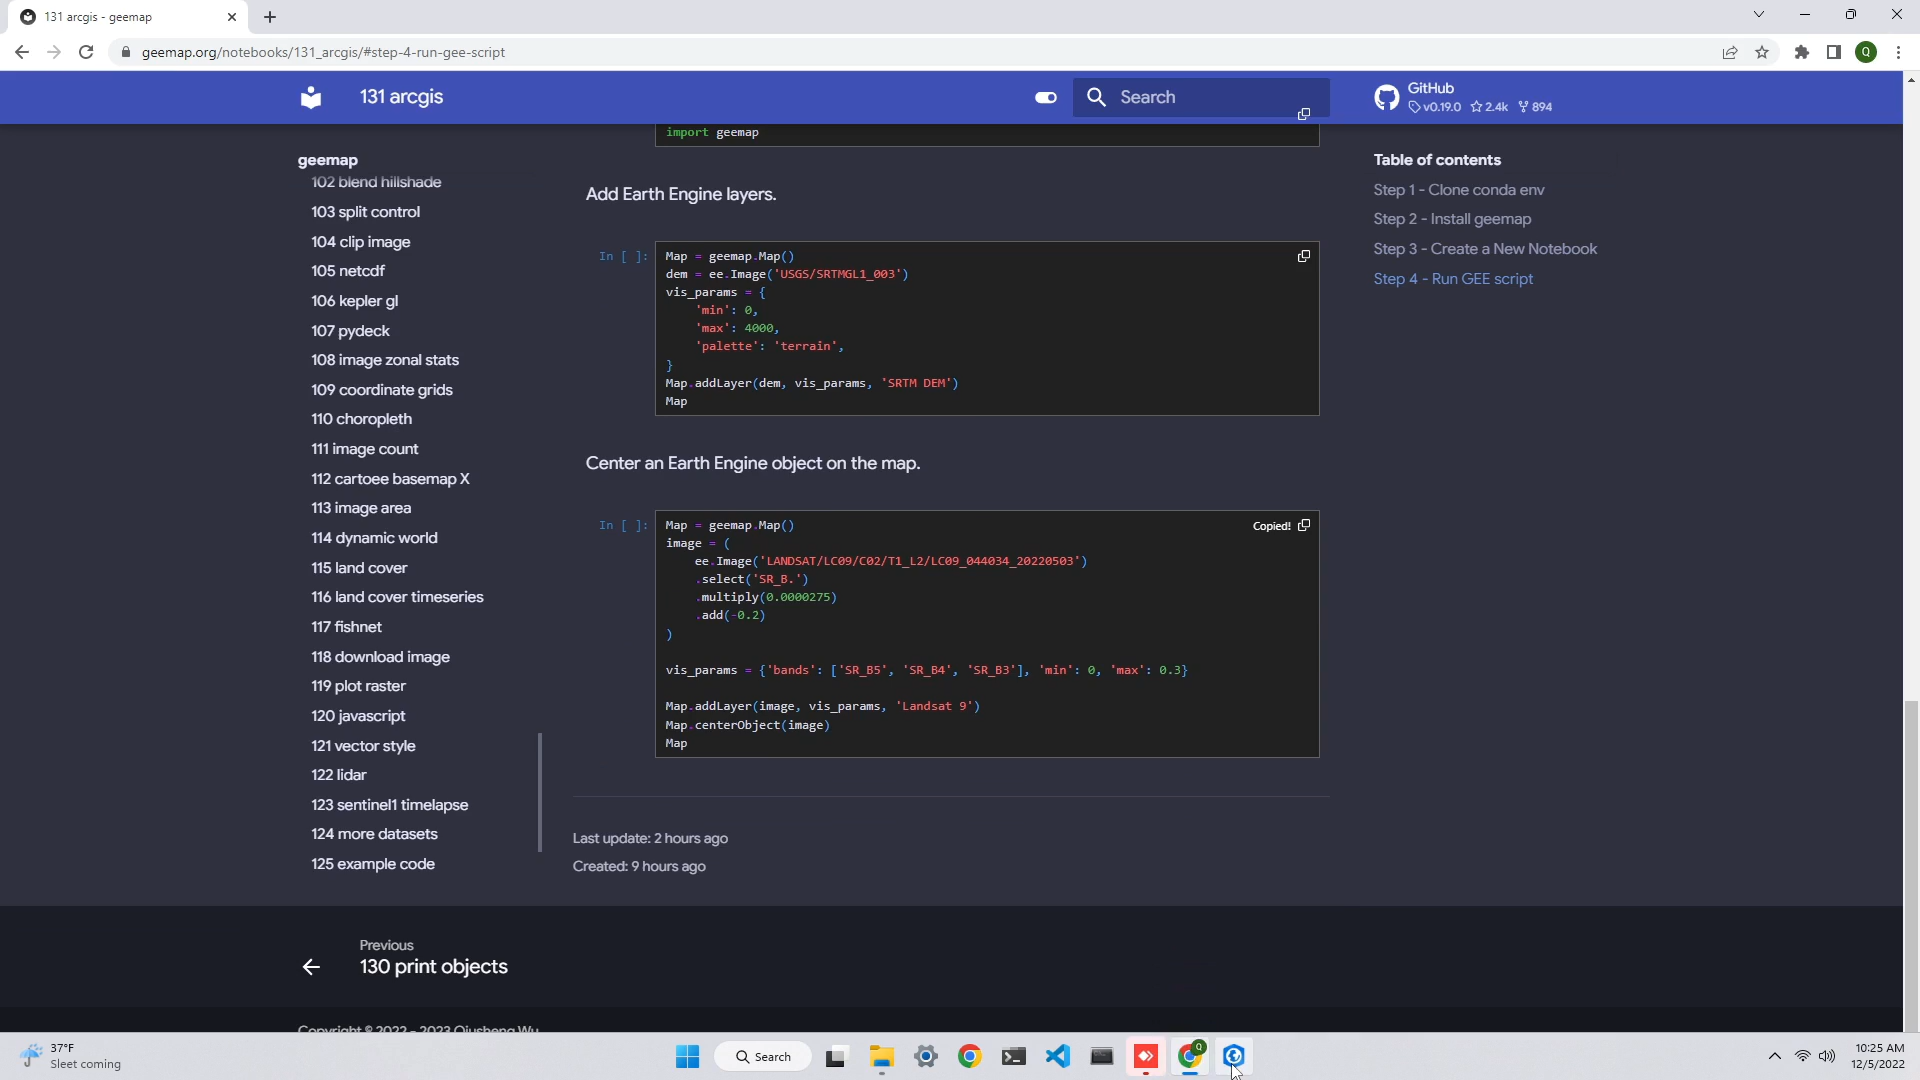 131 arcgis - geemap
geemap.org/notebooks/131_arcgis/#step-4-run-gee-script
Q
131 arcgis
Search
GitHub
v0.19.0 2.4k 894
geemap
102 blend hillshade
103 split control
104 clip image
105 netcdf
106 kepler gl
107 pydeck
108 image zonal stats
109 coordinate grids
110 choropleth
111 image count
112 cartoee basemap X
113 image area
114 dynamic world
115 land cover
116 land cover timeseries
117 fishnet
118 download image
119 plot raster
120 javascript
121 vector style
122 lidar
123 sentinel1 timelapse
124 more datasets
125 example code
import geemap
Add Earth Engine layers.
In [ ]:
Map = geemap.Map()
dem = ee.Image('USGS/SRTMGL1_003')
vis_params = {
'min': 0,
'max': 4000,
'palette': 'terrain',
}
Map.addLayer(dem, vis_params, 'SRTM DEM')
Map
Center an Earth Engine object on the map.
In [ ]:
Copied!
Map = geemap.Map()
image = (
ee.Image('LANDSAT/LC09/C02/T1_L2/LC09_044034_20220503')
.select('SR_B.')
.multiply(0.0000275)
.add(-0.2)
)
vis_params = {'bands': ['SR_B5', 'SR_B4', 'SR_B3'], 'min': 0, 'max': 0.3}
Map.addLayer(image, vis_params, 'Landsat 9')
Map.centerObject(image)
Map
Last update: 2 hours ago
Created: 9 hours ago
Table of contents
Step 1 - Clone conda env
Step 2 - Install geemap
Step 3 - Create a New Notebook
Step 4 - Run GEE script
Previous
130 print objects
Copyright © 2022 - 2023 Qiusheng Wu
37°F
Sleet coming
Search
Q
10:25 AM
12/5/2022